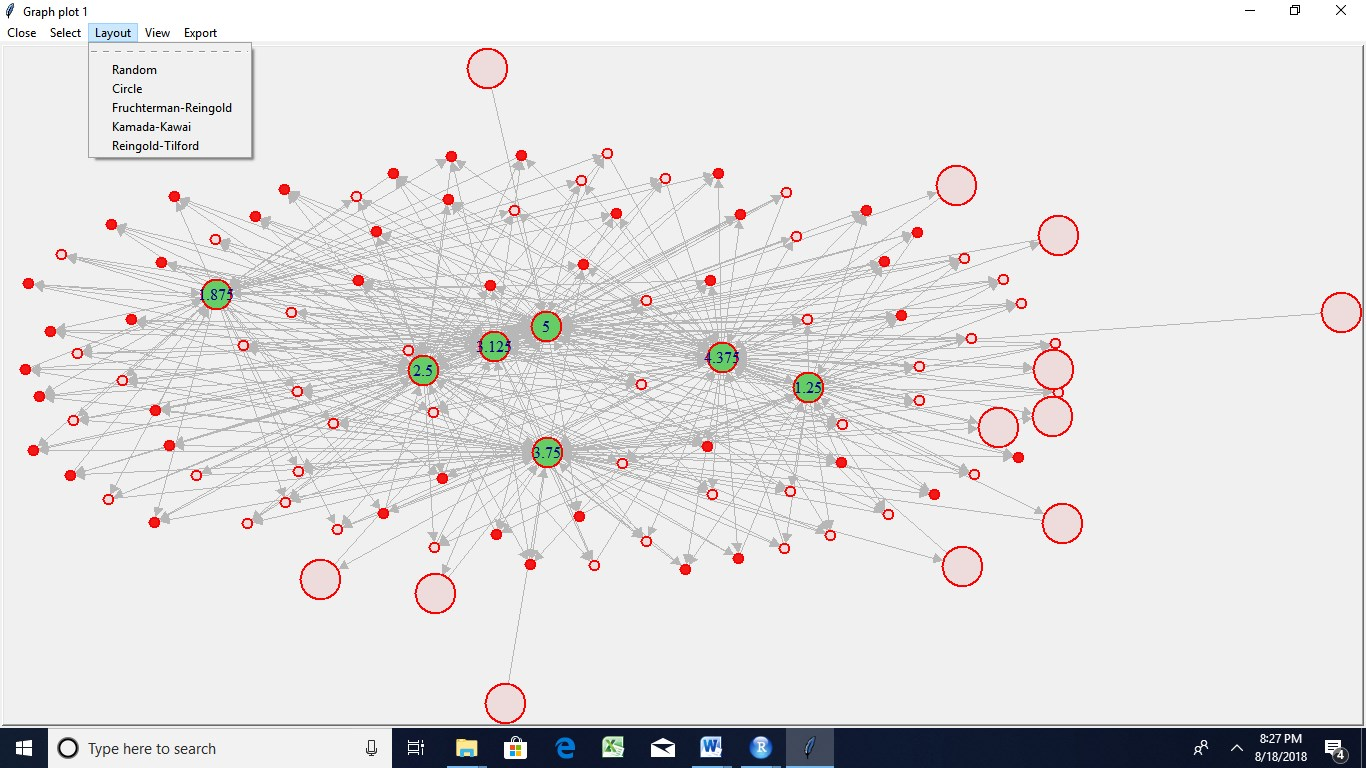 Graph plot 1
Close Select Layout View Export
Random
Circle
Fruchterman-Reingold
Kamada-Kawai
Reingold-Tilford
1.875
5
3.125
4.375
2.5
1.25
3.75
Type here to search
8:27 PM
8/18/2018
4